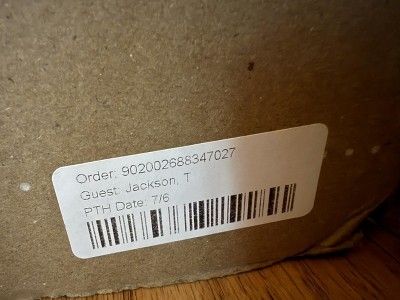 Order: 902002688347027
Guest: Jackson, T
PTH Date: 7/6